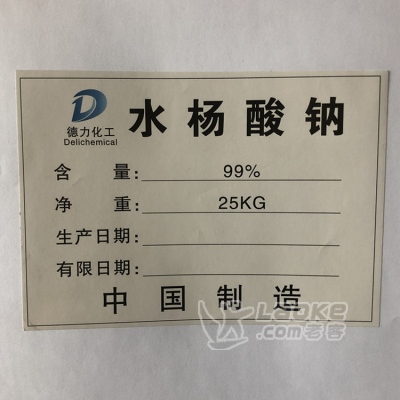 德力化工
Delichemical
水杨酸钠
含 量: 99%
净 重: 25KG
生产日期:
有限日期:
中国制造
Laoke
.com老客